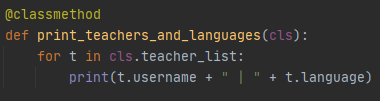 @classmethod
def print_teachers_and_languages(cls):
    for t in cls.teacher_list:
        print(t.username + " | " + t.language)